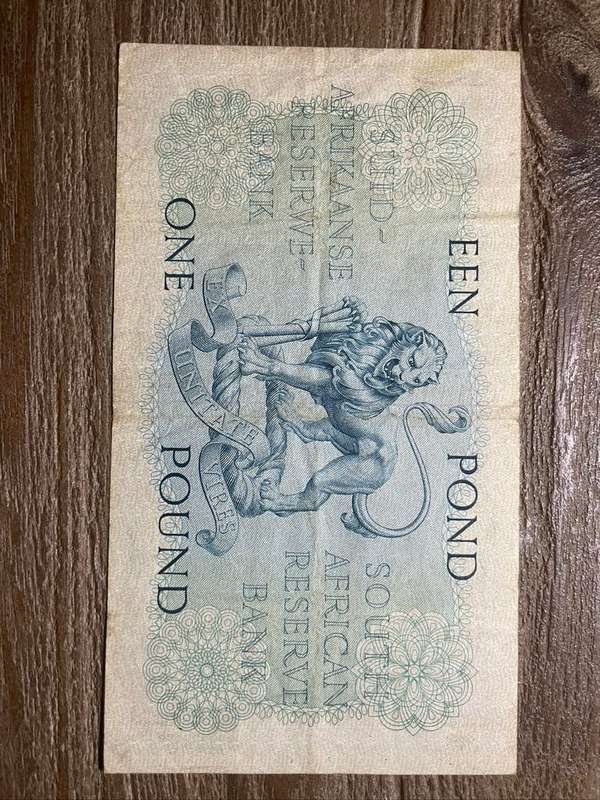 EEN POND
SUID-
AFRIKAANSE
RESERWE-
BANK
SOUTH
AFRICAN
RESERVE
BANK
EX UNITATE VIRES
ONE POUND